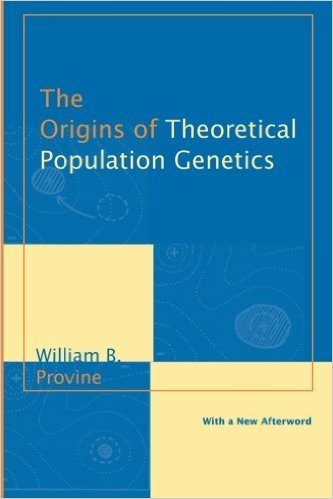 The
Origins of Theoretical
Population Genetics
William B.
Provine
With a New Afterword